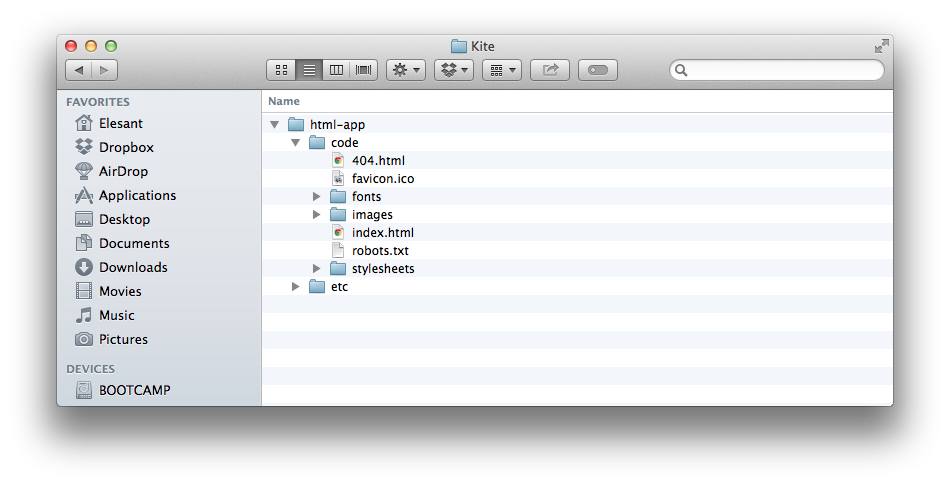 Kite
FAVORITES
Elesant
Dropbox
AirDrop
Applications
Desktop
Documents
Downloads
Movies
Music
Pictures
DEVICES
BOOTCAMP
Name
html-app
code
404.html
favicon.ico
fonts
images
index.html
robots.txt
stylesheets
etc